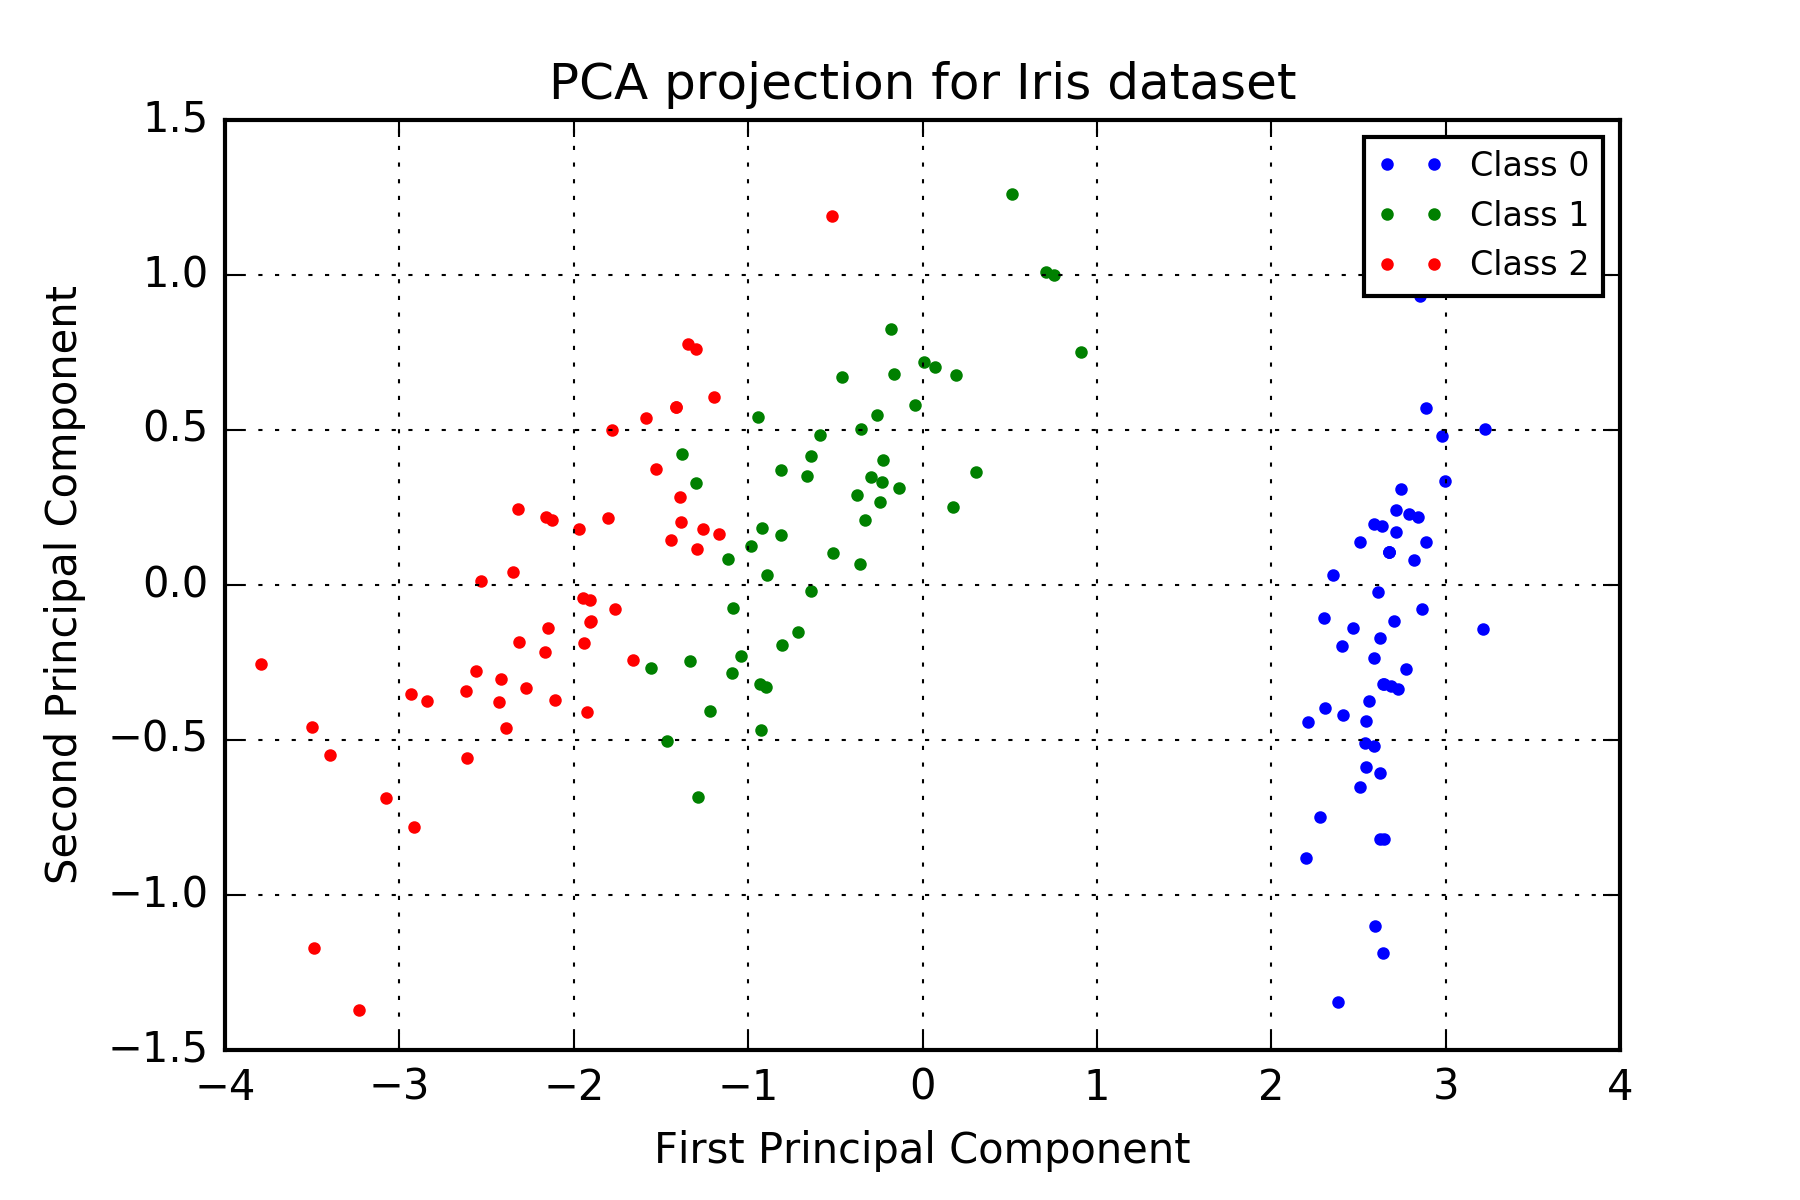 PCA projection for Iris dataset
1.5
1.0
0.5
0.0
−0.5
−1.0
−1.5
Second Principal Component
Class 0
Class 1
Class 2
−4 −3 −2 −1 0 1 2 3 4
First Principal Component